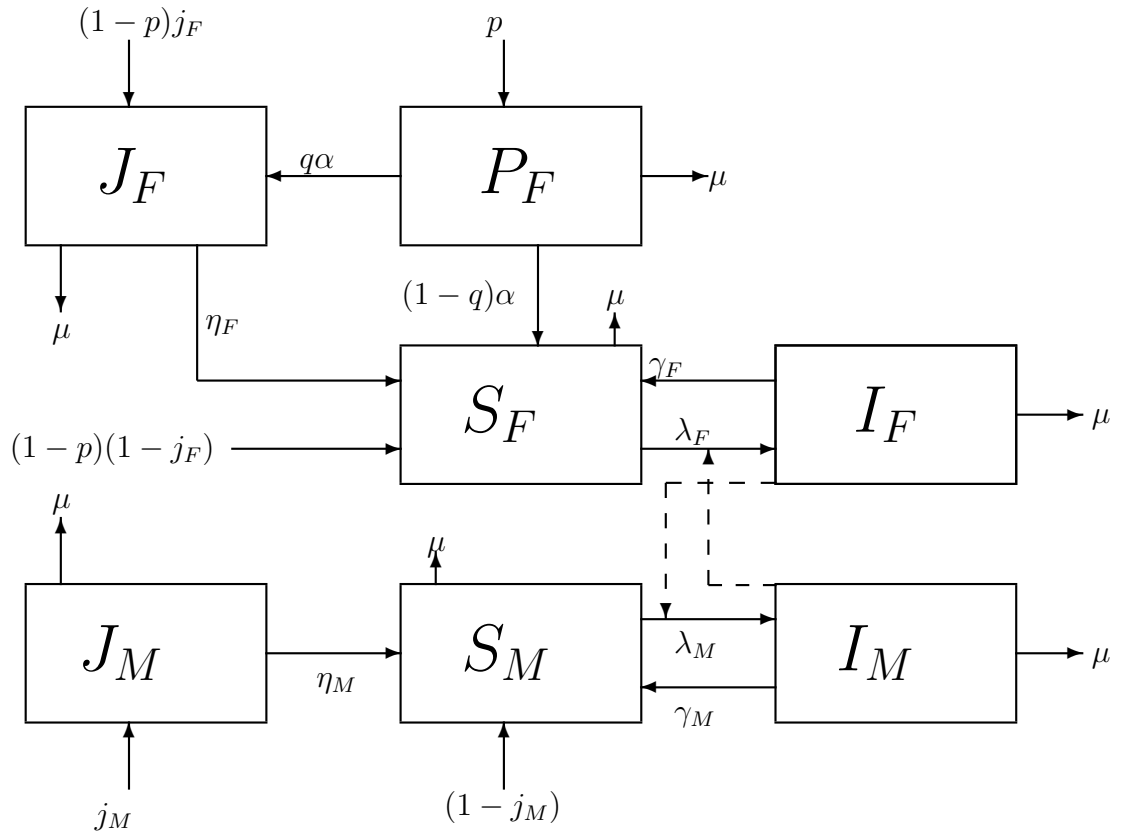 (1 − p)j_F p
J_F qα P_F μ
μ η_F (1 − q)α μ
S_F γ_F λ_F I_F μ
(1 − p)(1 − j_F)
μ μ
J_M η_M S_M λ_M γ_M I_M μ
j_M (1 − j_M)